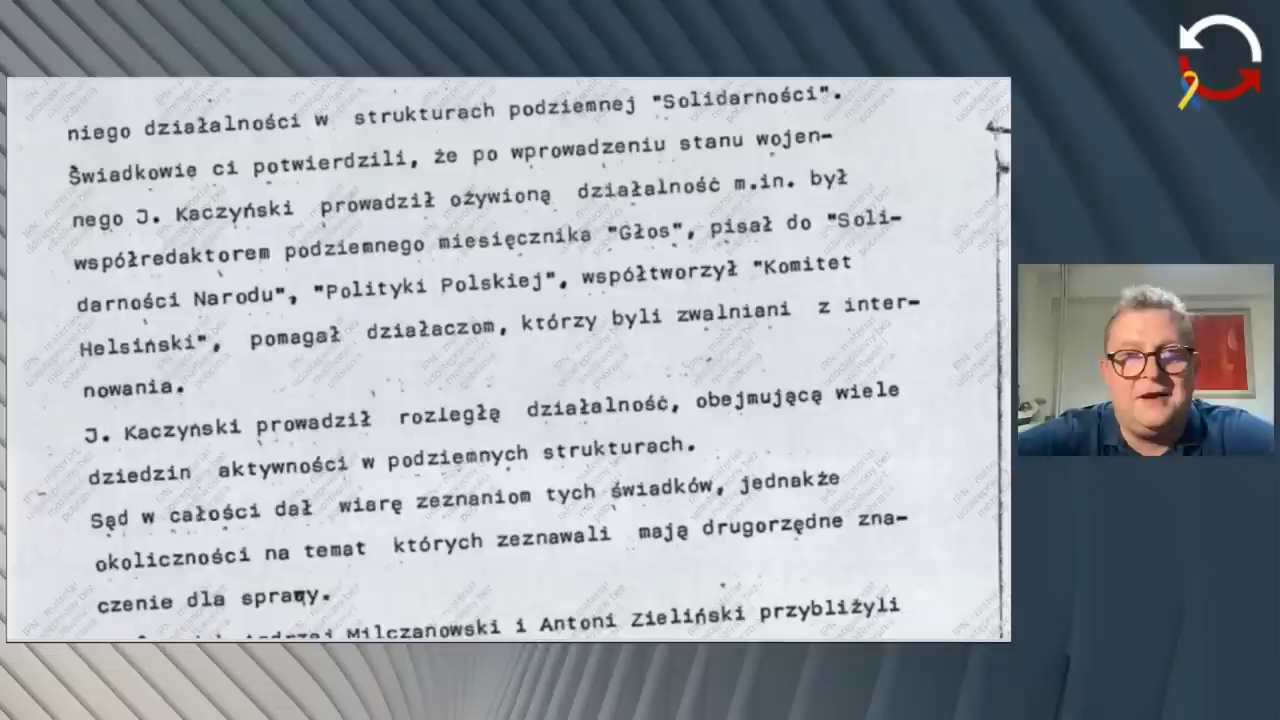 niego działalności w strukturach podziemnej "Solidarności".
Świadkowie ci potwierdzili, że po wprowadzeniu stanu wojen-
nego J. Kaczyński prowadził ożywioną działalność m.in. był
współredaktorem podziemnego miesięcznika "Głos", pisał do "Soli-
darności Narodu", "Polityki Polskiej", współtworzył "Komitet
Helsiński", pomagał działaczom, którzy byli zwalniani z inter-
nowania.
J. Kaczyński prowadził rozległą działalność, obejmującą wiele
dziedzin aktywności w podziemnych strukturach.
Sąd w całości dał wiarę zeznaniom tych świadków, jednakże
okoliczności na temat których zeznawali mają drugorzędne zna-
czenie dla sprawy.
Milczanowski i Antoni Zieliński przybliżyli